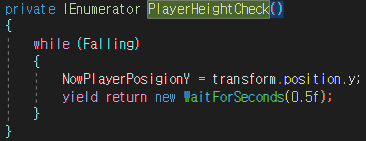 private IEnumerator PlayerHeightCheck()
{
while (Falling)
{
NowPlayerPosigionY = transform.position.y;
yield return new WaitForSeconds(0.5f);
}
}